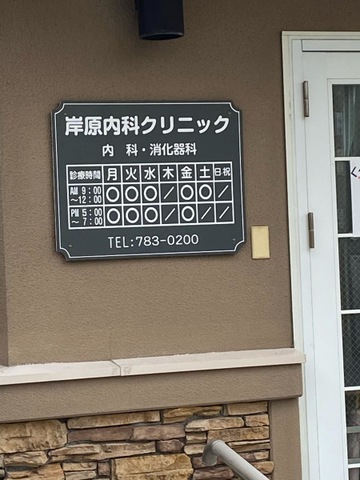 岸原内科クリニック
内科・消化器科
診療時間 月 火 水 木 金 土 日祝
AM 9:00 〜12:00 ○ ○ ○ ／ ○ ○ ／
PM 5:00 〜7:00 ○ ○ ○ ／ ○ ／ ／
TEL:783-0200